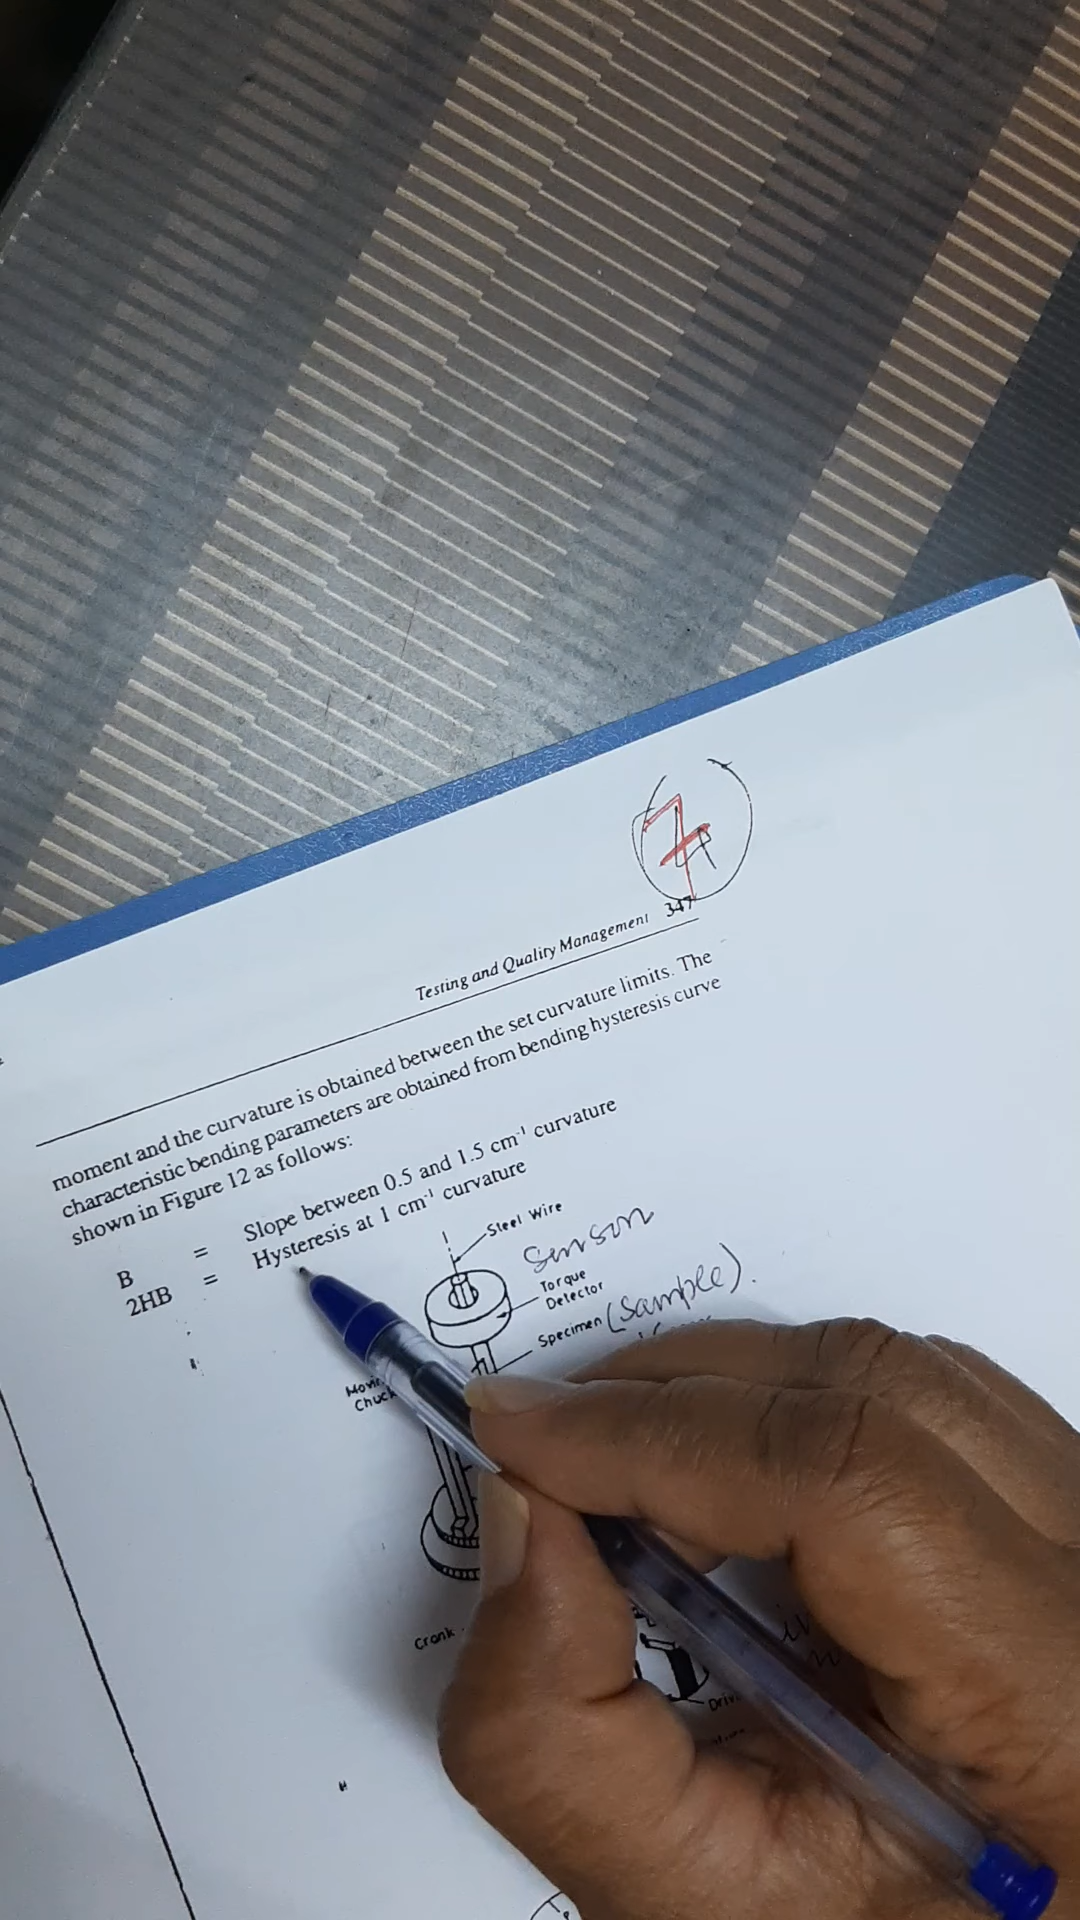 Testing and Quality Management 347
moment and the curvature is obtained between the set curvature limits. The
characteristic bending parameters are obtained from bending hysteresis curve
shown in Figure 12 as follows:
B = Slope between 0.5 and 1.5 cm⁻¹ curvature
2HB = Hysteresis at 1 cm⁻¹ curvature
Steel Wire
Torque
Detector
Specimen (Sample).
Chuck
Crank